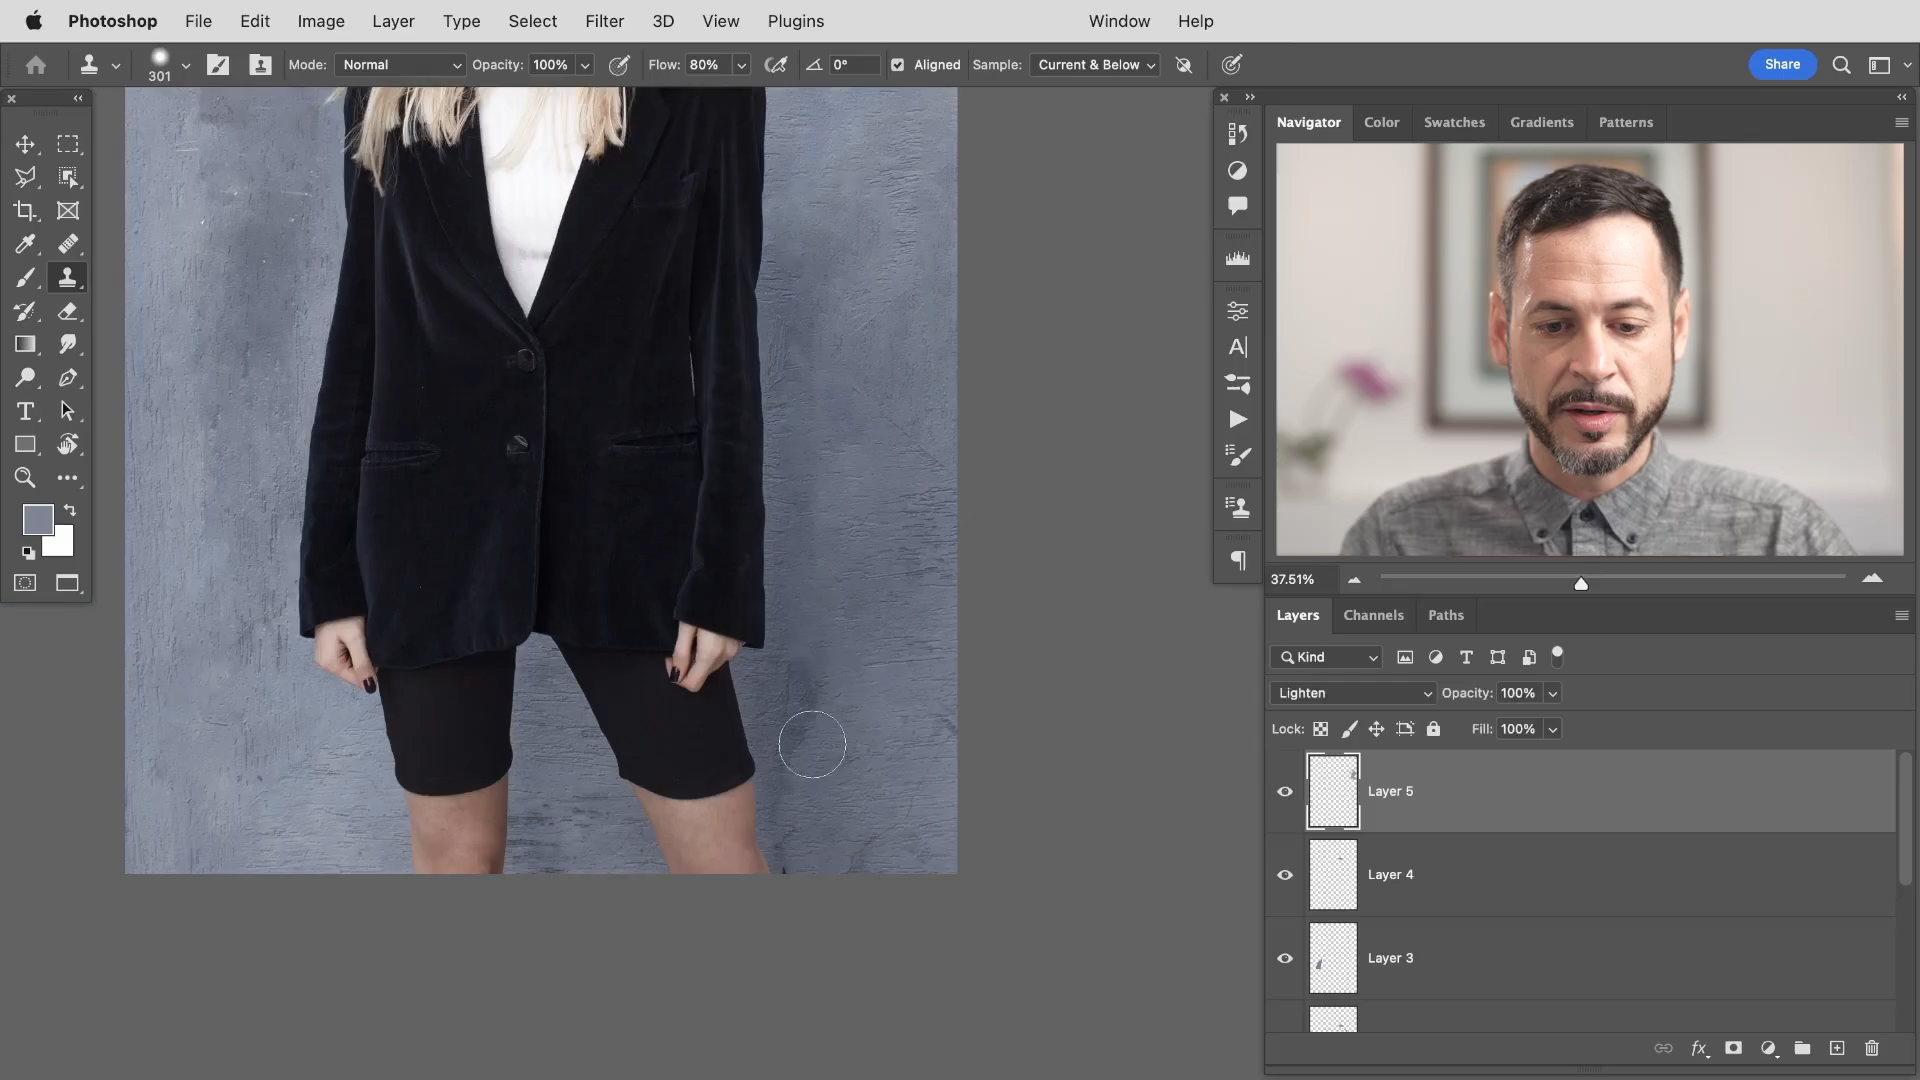 Photoshop File Edit Image Layer Type Select Filter 3D View Plugins Window Help
301 Mode: Normal Opacity: 100% Flow: 80% 0° Aligned Sample: Current & Below Share
Navigator Color Swatches Gradients Patterns
37.51%
Layers Channels Paths
Kind
Lighten Opacity: 100%
Lock: Fill: 100%
Layer 5
Layer 4
Layer 3
fx